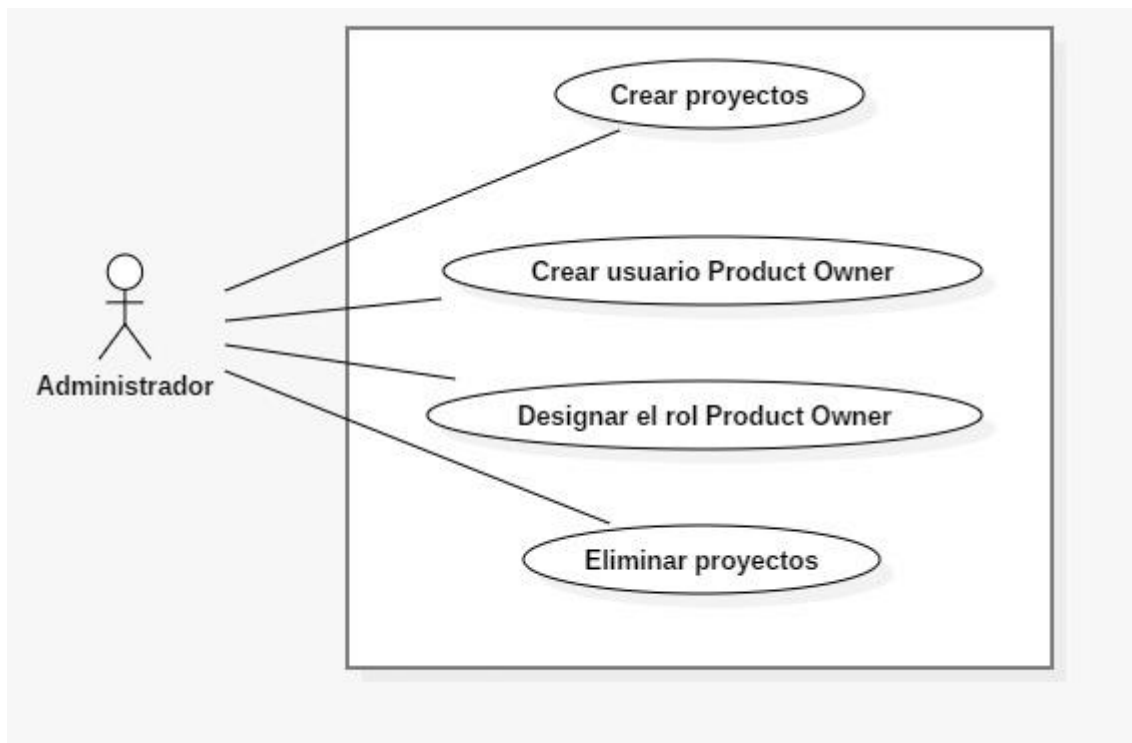 Crear proyectos
Crear usuario Product Owner
Administrador
Designar el rol Product Owner
Eliminar proyectos